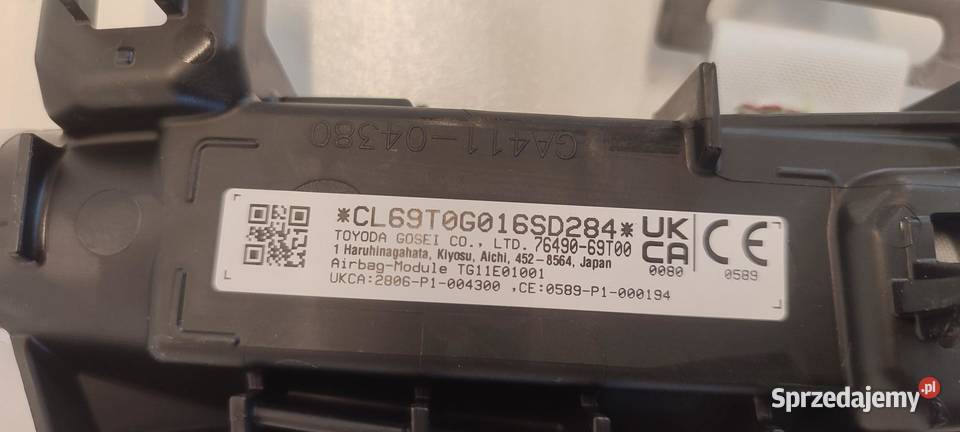 GA411-04380
*CL69T0G016SD284*
TOYODA GOSEI CO., LTD. 76490-69T00
1 Haruhinagahata, Kiyosu, Aichi, 452-8564, Japan
Airbag-Module TG11E01001
UKCA:2806-P1-004300 ,CE:0589-P1-000194
UK
CA
0080
CE
0589
Sprzedajemy.pl